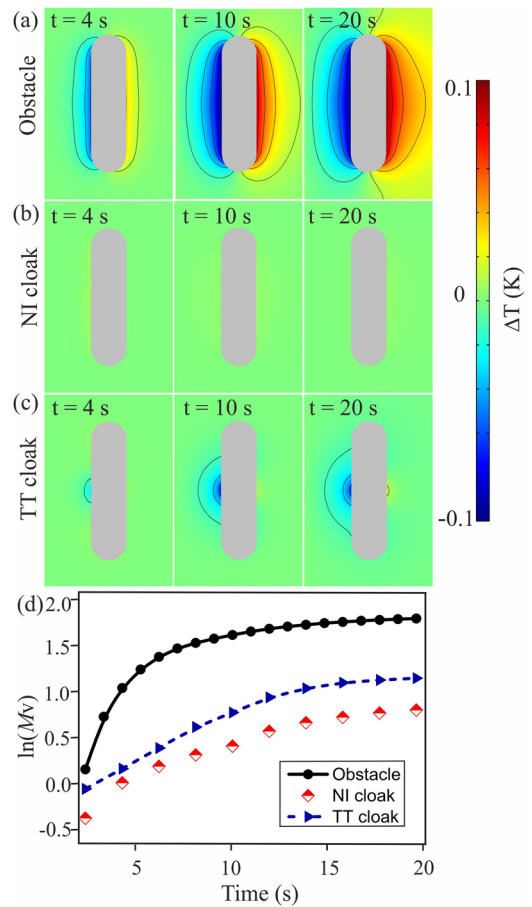 (a) t = 4 s t = 10 s t = 20 s
Obstacle
(b) t = 4 s t = 10 s t = 20 s
NI cloak
(c) t = 4 s t = 10 s t = 20 s
TT cloak
0.1
0
-0.1
ΔT (K)
(d)
2.0
1.5
1.0
0.5
0.0
-0.5
ln(Mv)
Obstacle
NI cloak
TT cloak
5 10 15 20
Time (s)